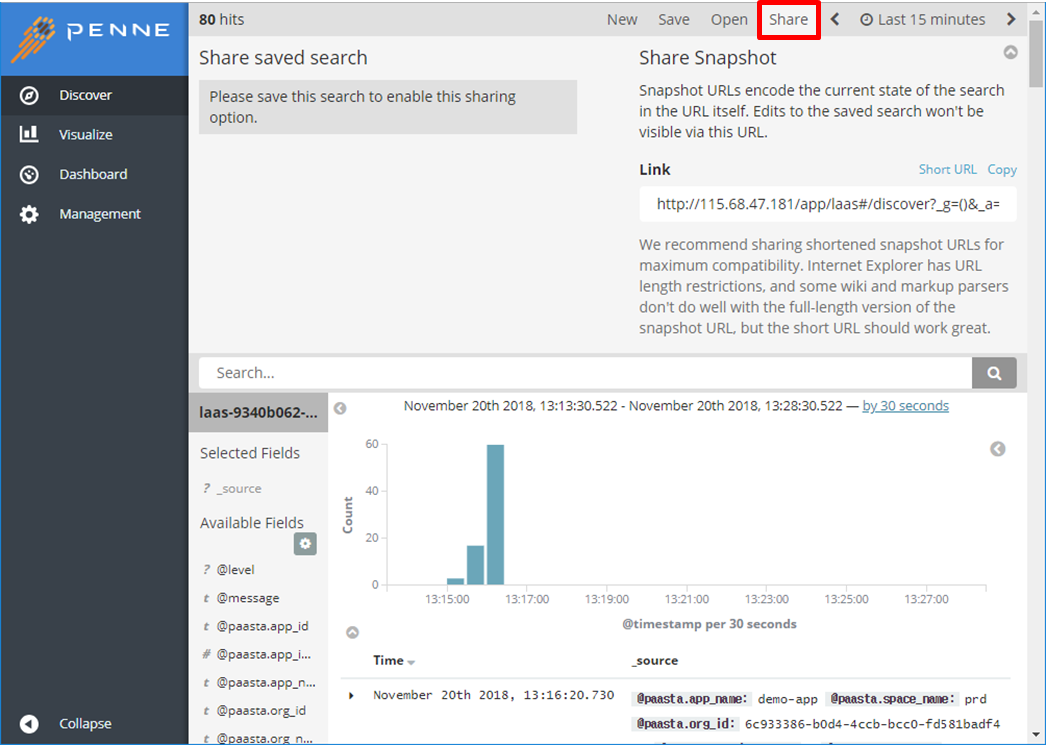 PENNE
Discover
Visualize
Dashboard
Management
Collapse
80 hits
New Save Open Share Last 15 minutes
Share saved search
Please save this search to enable this sharing
option.
Share Snapshot
Snapshot URLs encode the current state of the search
in the URL itself. Edits to the saved search won't be
visible via this URL.
Link Short URL Copy
http://115.68.47.181/app/laas#/discover?_g=()&_a=
We recommend sharing shortened snapshot URLs for
maximum compatibility. Internet Explorer has URL
length restrictions, and some wiki and markup parsers
don't do well with the full-length version of the
snapshot URL, but the short URL should work great.
Search...
laas-9340b062-...
Selected Fields
? _source
Available Fields
? @level
t @message
t @paasta.app_id
# @paasta.app_i...
t @paasta.app_n...
t @paasta.org_id
t @paasta.org_n...
November 20th 2018, 13:13:30.522 - November 20th 2018, 13:28:30.522 — by 30 seconds
Count
60
40
20
0
13:15:00 13:17:00 13:19:00 13:21:00 13:23:00 13:25:00 13:27:00
@timestamp per 30 seconds
Time _source
November 20th 2018, 13:16:20.730 @paasta.app_name: demo-app @paasta.space_name: prd
@paasta.org_id: 6c933386-b0d4-4ccb-bcc0-fd581badf4